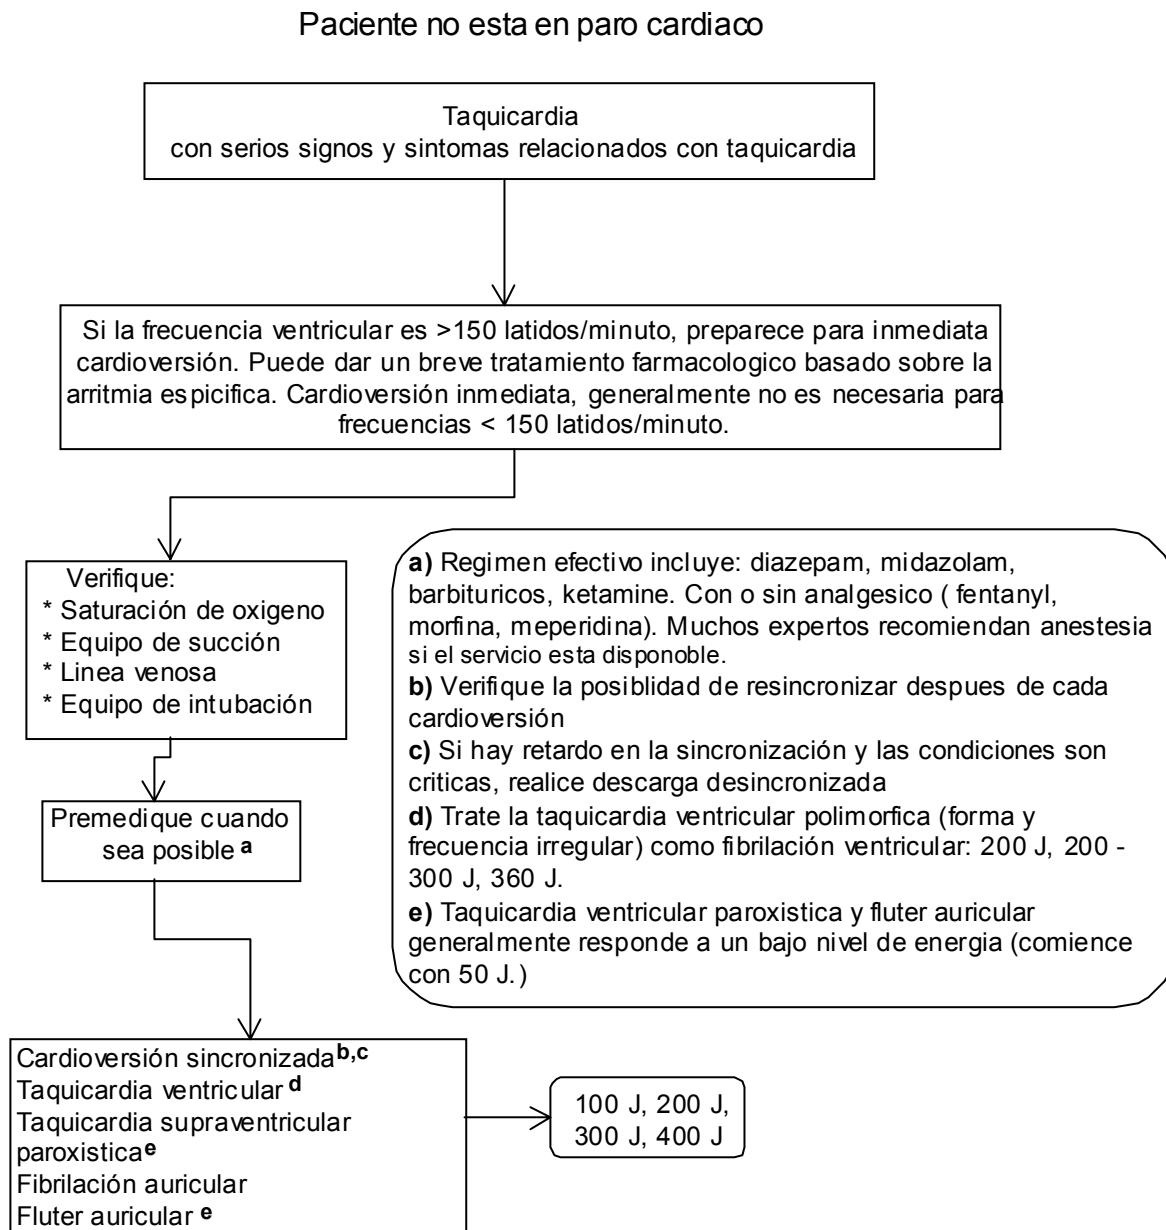 Paciente no esta en paro cardiaco
Taquicardia
con serios signos y sintomas relacionados con taquicardia
Si la frecuencia ventricular es >150 latidos/minuto, preparece para inmediata
cardioversión. Puede dar un breve tratamiento farmacologico basado sobre la
arritmia espicifica. Cardioversión inmediata, generalmente no es necesaria para
frecuencias < 150 latidos/minuto.
Verifique:
* Saturación de oxigeno
* Equipo de succión
* Linea venosa
* Equipo de intubación
Premedique cuando
sea posible a
a) Regimen efectivo incluye: diazepam, midazolam,
barbituricos, ketamine. Con o sin analgesico ( fentanyl,
morfina, meperidina). Muchos expertos recomiendan anestesia
si el servicio esta disponoble.
b) Verifique la posiblidad de resincronizar despues de cada
cardioversión
c) Si hay retardo en la sincronización y las condiciones son
criticas, realice descarga desincronizada
d) Trate la taquicardia ventricular polimorfica (forma y
frecuencia irregular) como fibrilación ventricular: 200 J, 200 -
300 J, 360 J.
e) Taquicardia ventricular paroxistica y fluter auricular
generalmente responde a un bajo nivel de energia (comience
con 50 J.)
Cardioversión sincronizada b,c
Taquicardia ventricular d
Taquicardia supraventricular
paroxistica e
Fibrilación auricular
Fluter auricular e
100 J, 200 J,
300 J, 400 J